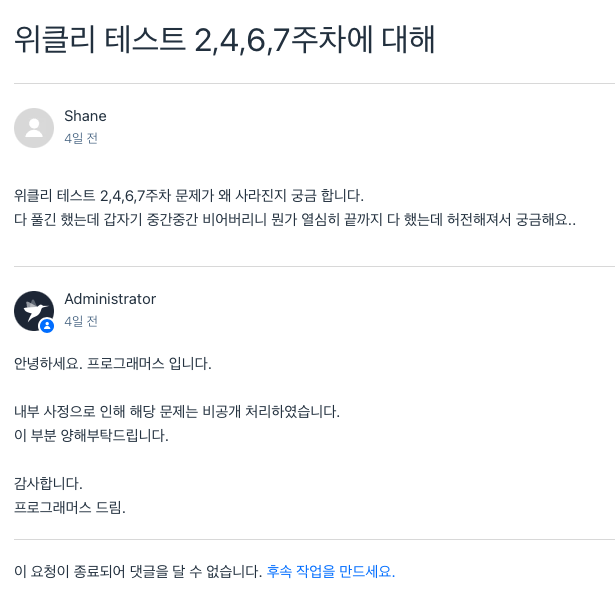 위클리 테스트 2,4,6,7주차에 대해
Shane
4일 전
위클리 테스트 2,4,6,7주차 문제가 왜 사라진지 궁금 합니다.
다 풀긴 했는데 갑자기 중간중간 비어버리니 뭔가 열심히 끝까지 다 했는데 허전해져서 궁금해요..
Administrator
4일 전
안녕하세요. 프로그래머스 입니다.
내부 사정으로 인해 해당 문제는 비공개 처리하였습니다.
이 부분 양해부탁드립니다.
감사합니다.
프로그래머스 드림.
이 요청이 종료되어 댓글을 달 수 없습니다. 후속 작업을 만드세요.